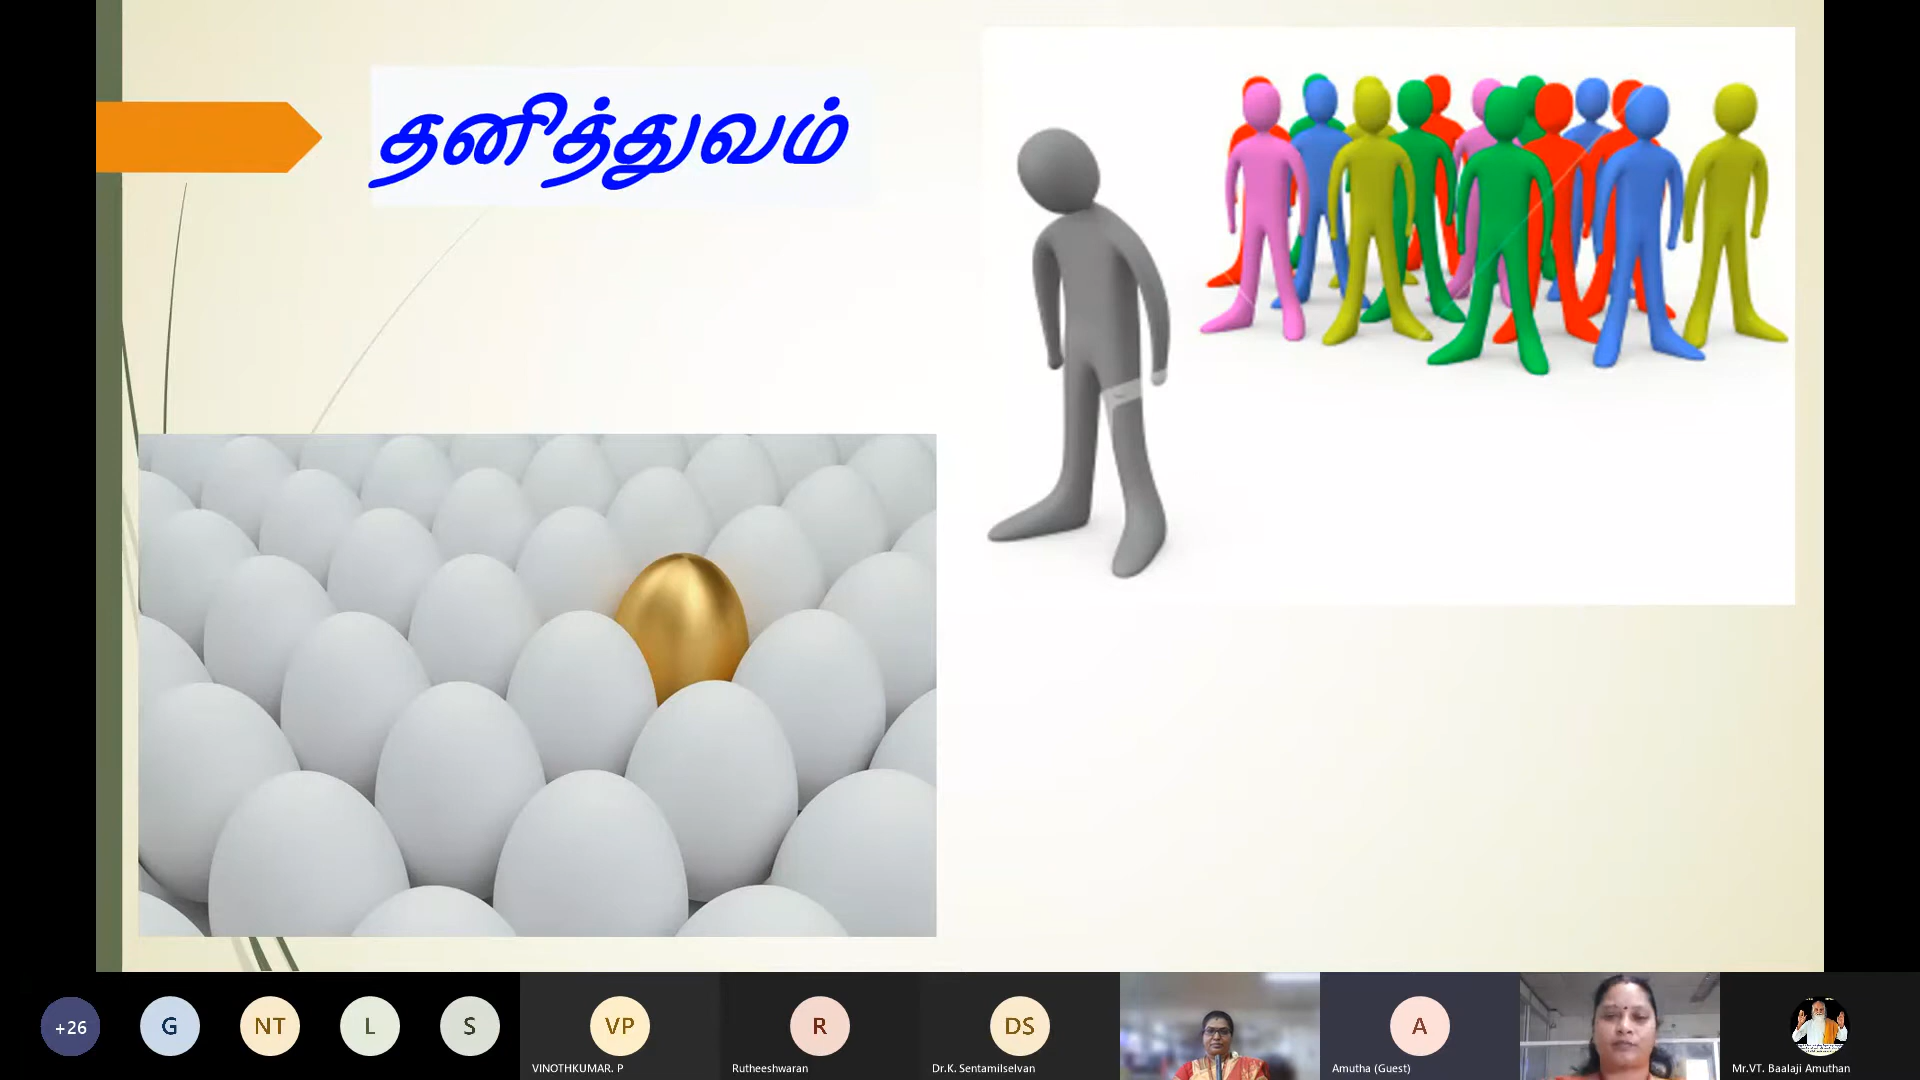 தனித்துவம்
+26
G
NT
L
S
VP
R
DS
A
VINOTHKUMAR. P
Rutheeshwaran
Dr.K. Sentamilselvan
Amutha (Guest)
Mr.VT. Baalaji Amuthan